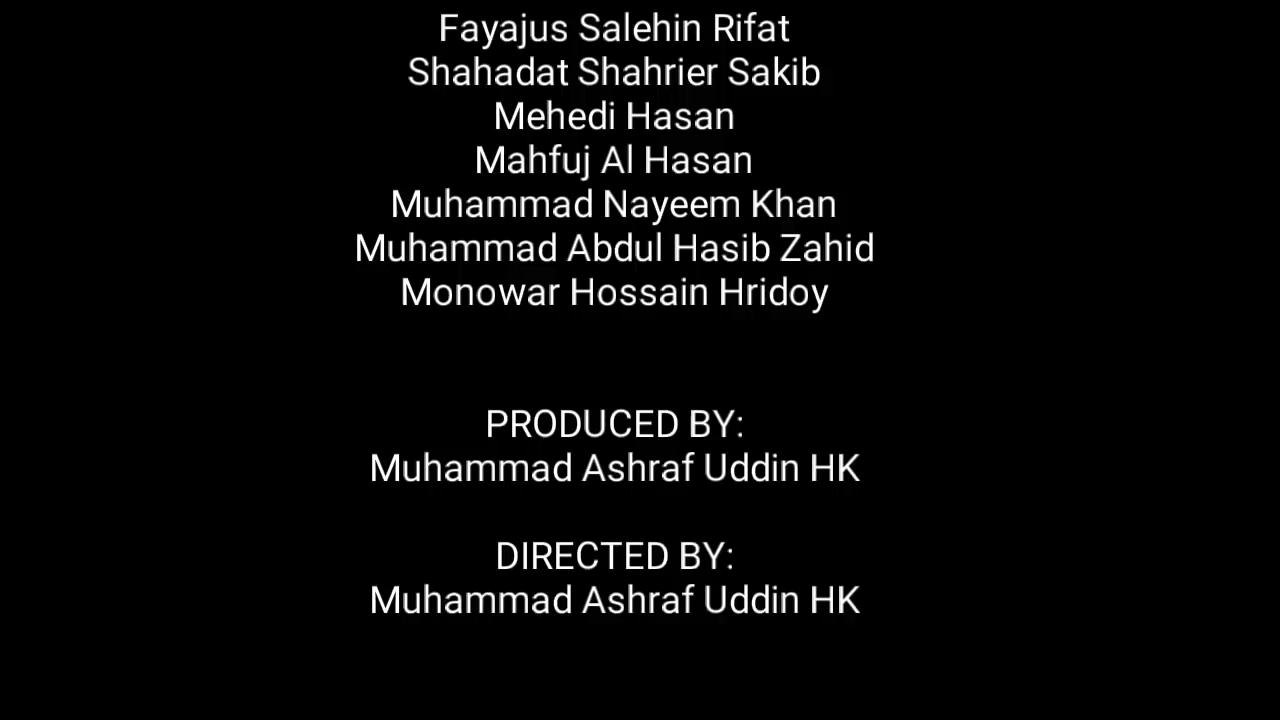 Fayajus Salehin Rifat
Shahadat Shahrier Sakib
Mehedi Hasan
Mahfuj Al Hasan
Muhammad Nayeem Khan
Muhammad Abdul Hasib Zahid
Monowar Hossain Hridoy
PRODUCED BY:
Muhammad Ashraf Uddin HK
DIRECTED BY:
Muhammad Ashraf Uddin HK